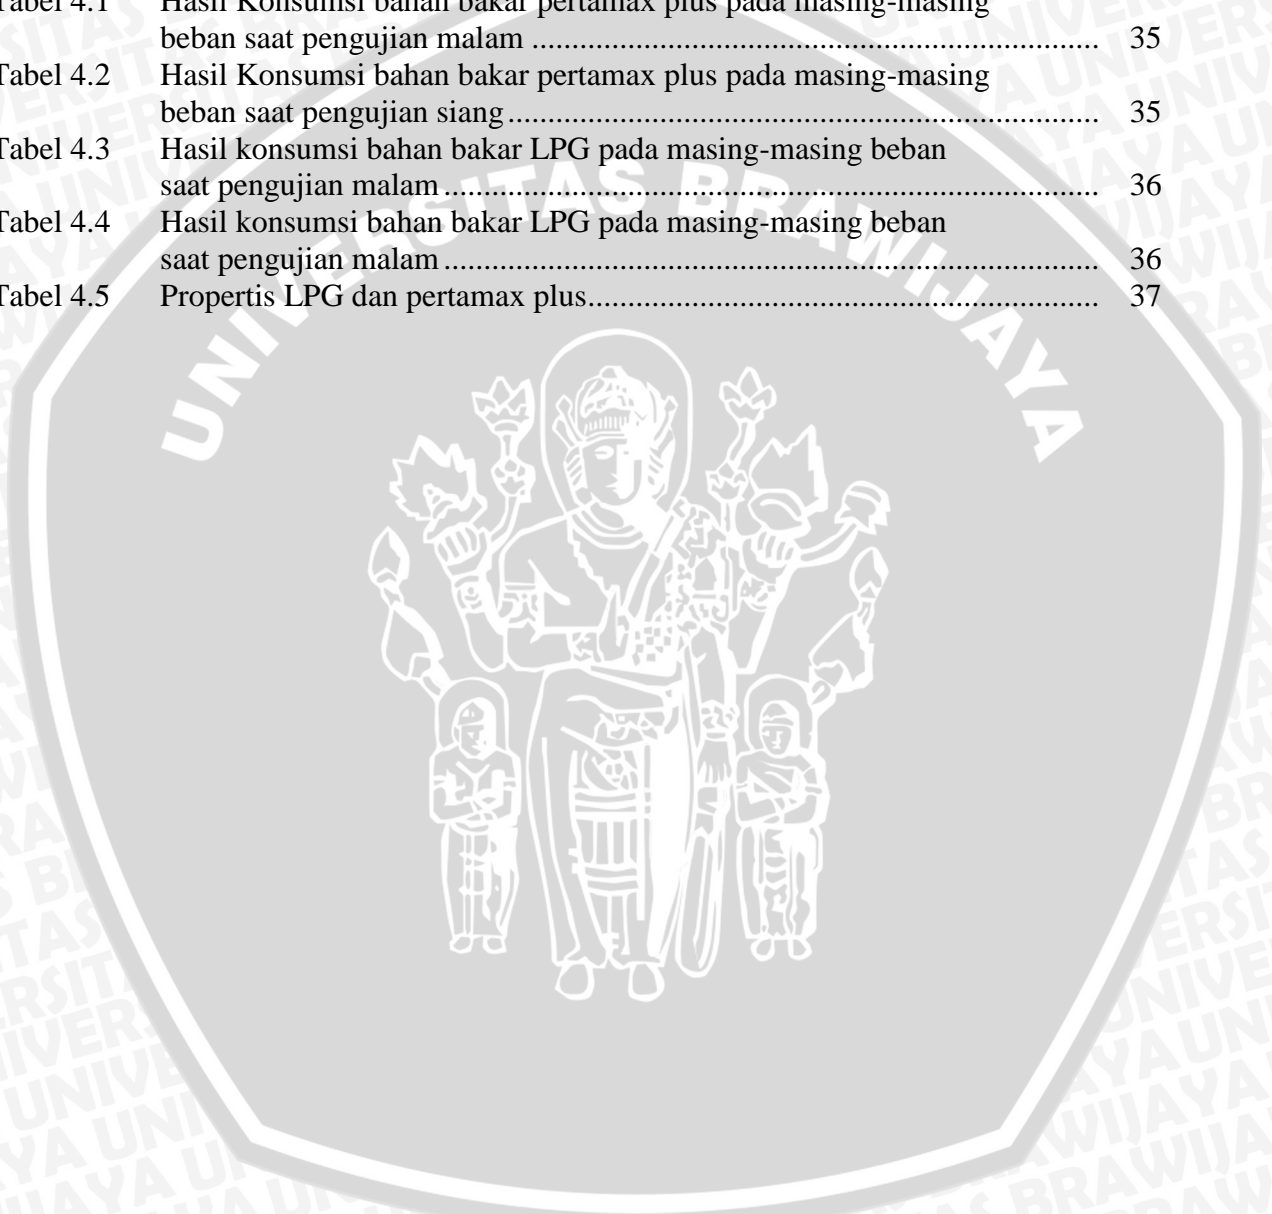 Tabel 4.1 Hasil Konsumsi bahan bakar pertamax plus pada masing-masing
beban saat pengujian malam ...................................................................... 35
Tabel 4.2 Hasil Konsumsi bahan bakar pertamax plus pada masing-masing
beban saat pengujian siang ......................................................................... 35
Tabel 4.3 Hasil konsumsi bahan bakar LPG pada masing-masing beban
saat pengujian malam ................................................................................. 36
Tabel 4.4 Hasil konsumsi bahan bakar LPG pada masing-masing beban
saat pengujian malam ................................................................................. 36
Tabel 4.5 Propertis LPG dan pertamax plus ............................................................... 37
UNIVERSITAS BRAWIJAYA